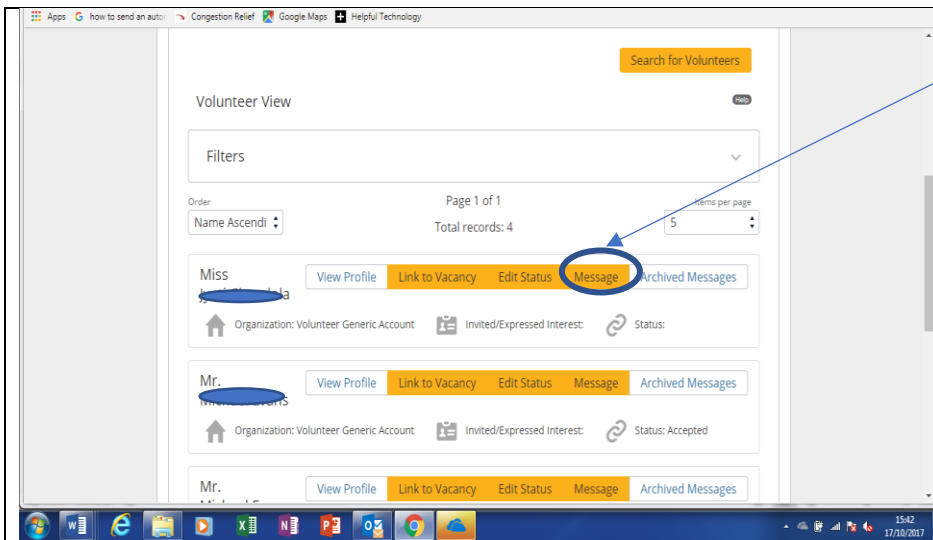 Apps G how to send an auto Congestion Relief Google Maps Helpful Technology
Search for Volunteers
Volunteer View Help
Filters
Order Page 1 of 1 Items per page
Name Ascendi Total records: 4 5
Miss View Profile Link to Vacancy Edit Status Message Archived Messages
Organization: Volunteer Generic Account Invited/Expressed Interest: Status:
Mr. View Profile Link to Vacancy Edit Status Message Archived Messages
Organization: Volunteer Generic Account Invited/Expressed Interest: Status: Accepted
Mr. View Profile Link to Vacancy Edit Status Message Archived Messages
15:42
17/10/2017